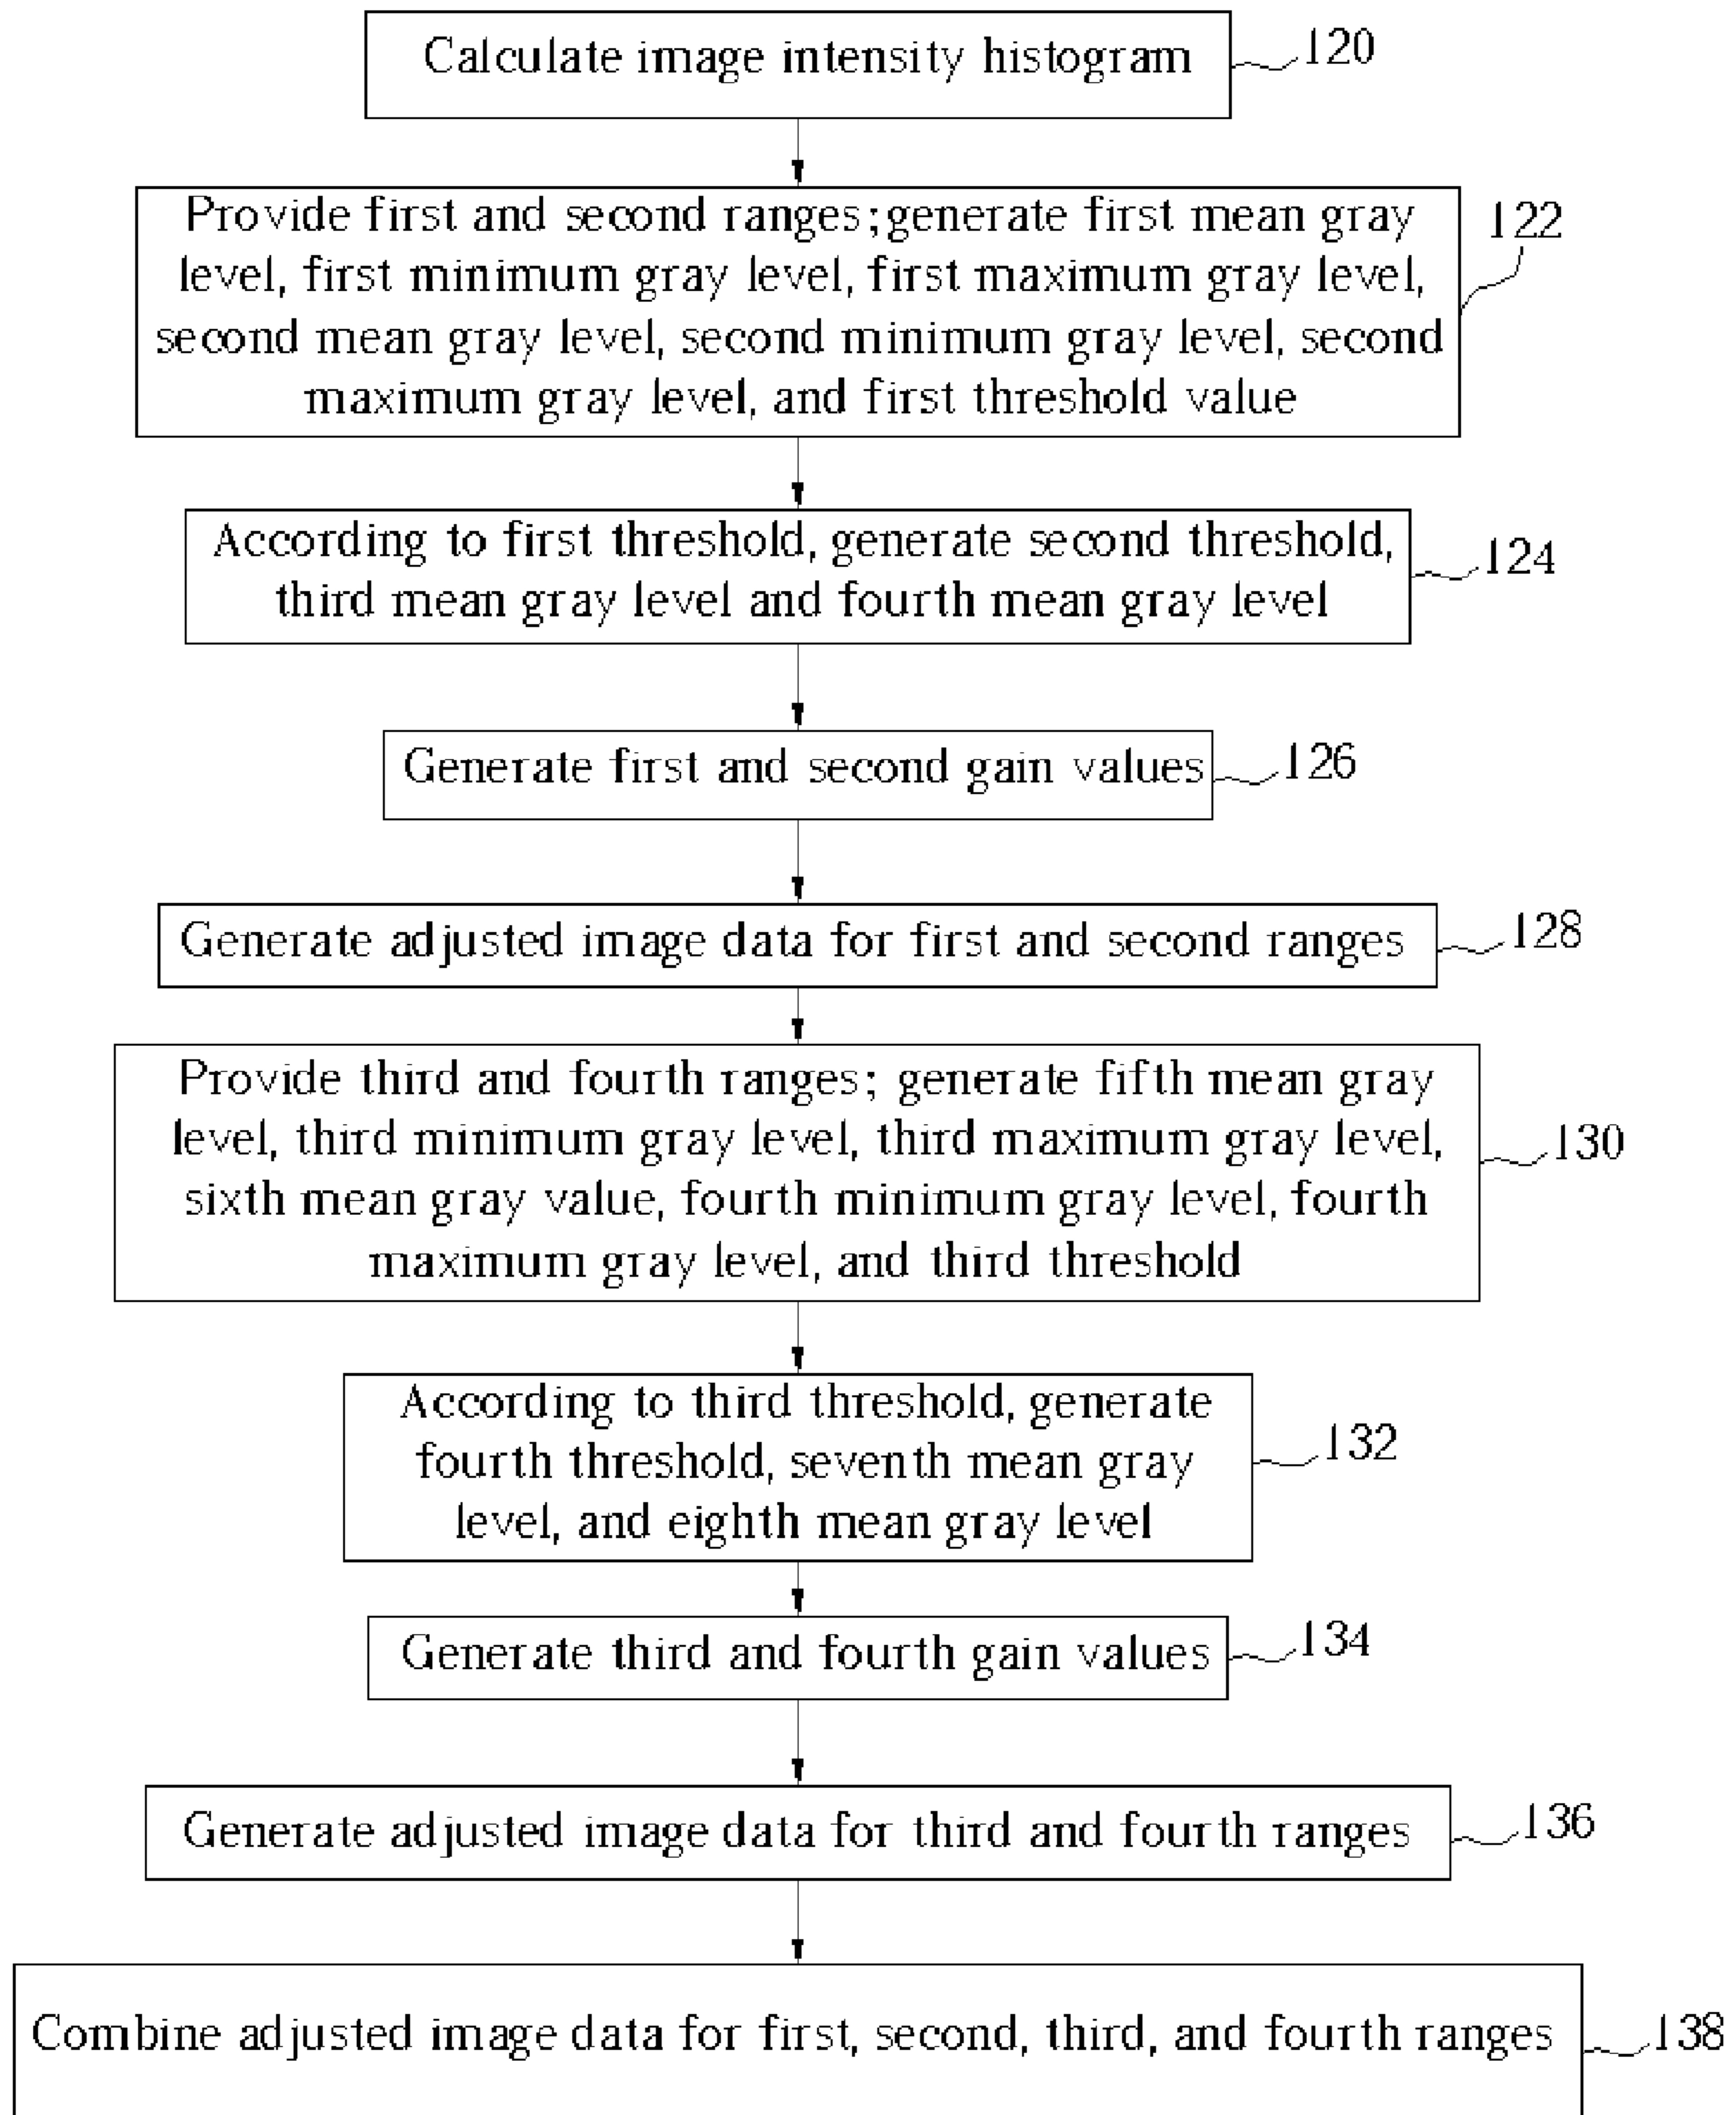 Calculate image intensity histogram
120
Provide first and second ranges;generate first mean gray
level, first minimum gray level, first maximum gray level,
second mean gray level, second minimum gray level, second
maximum gray level, and first threshold value
122
According to first threshold, generate second threshold,
third mean gray level and fourth mean gray level
124
Generate first and second gain values
126
Generate adjusted image data for first and second ranges
128
Provide third and fourth ranges; generate fifth mean gray
level, third minimum gray level, third maximum gray level,
sixth mean gray value, fourth minimum gray level, fourth
maximum gray level, and third threshold
130
According to third threshold, generate
fourth threshold, seventh mean gray
level, and eighth mean gray level
132
Generate third and fourth gain values
134
Generate adjusted image data for third and fourth ranges
136
Combine adjusted image data for first, second, third, and fourth ranges
138